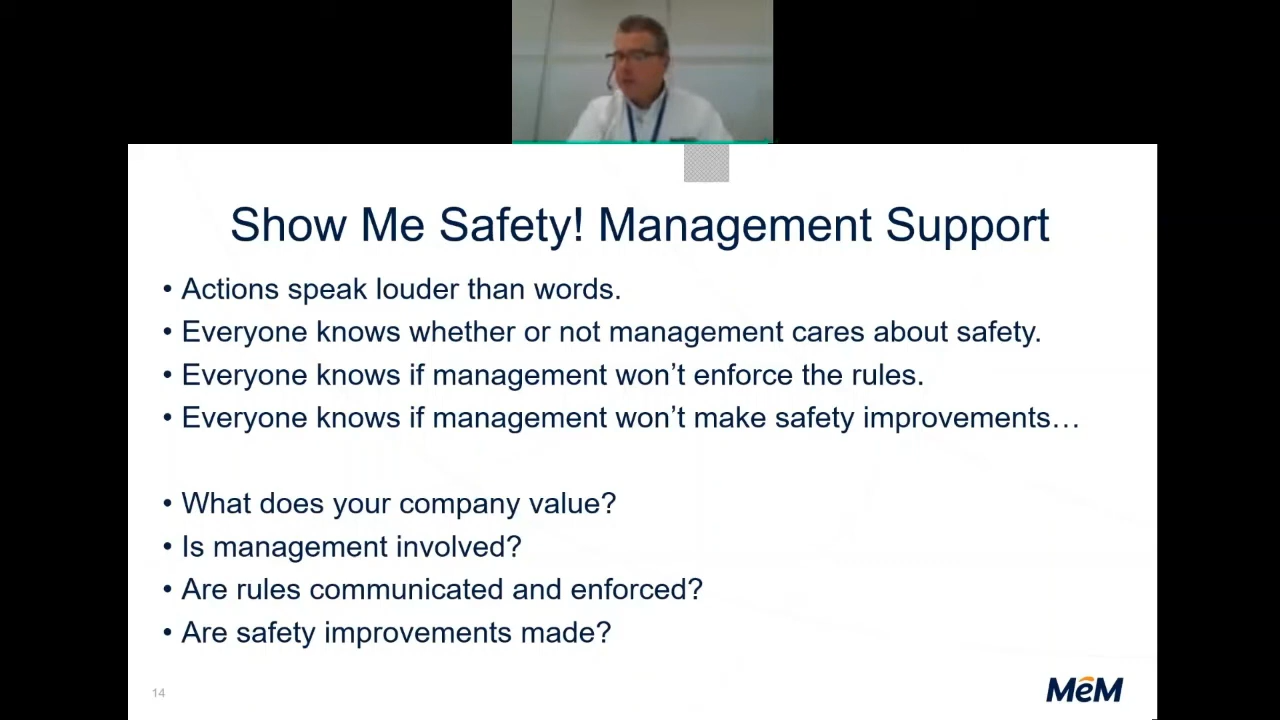 Show Me Safety! Management Support
• Actions speak louder than words.
• Everyone knows whether or not management cares about safety.
• Everyone knows if management won’t enforce the rules.
• Everyone knows if management won’t make safety improvements…
• What does your company value?
• Is management involved?
• Are rules communicated and enforced?
• Are safety improvements made?
14
MeM